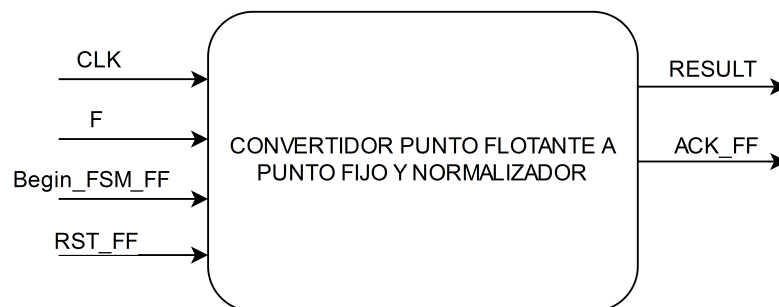 CLK
F
Begin_FSM_FF
RST_FF
CONVERTIDOR PUNTO FLOTANTE A
PUNTO FIJO Y NORMALIZADOR
RESULT
ACK_FF